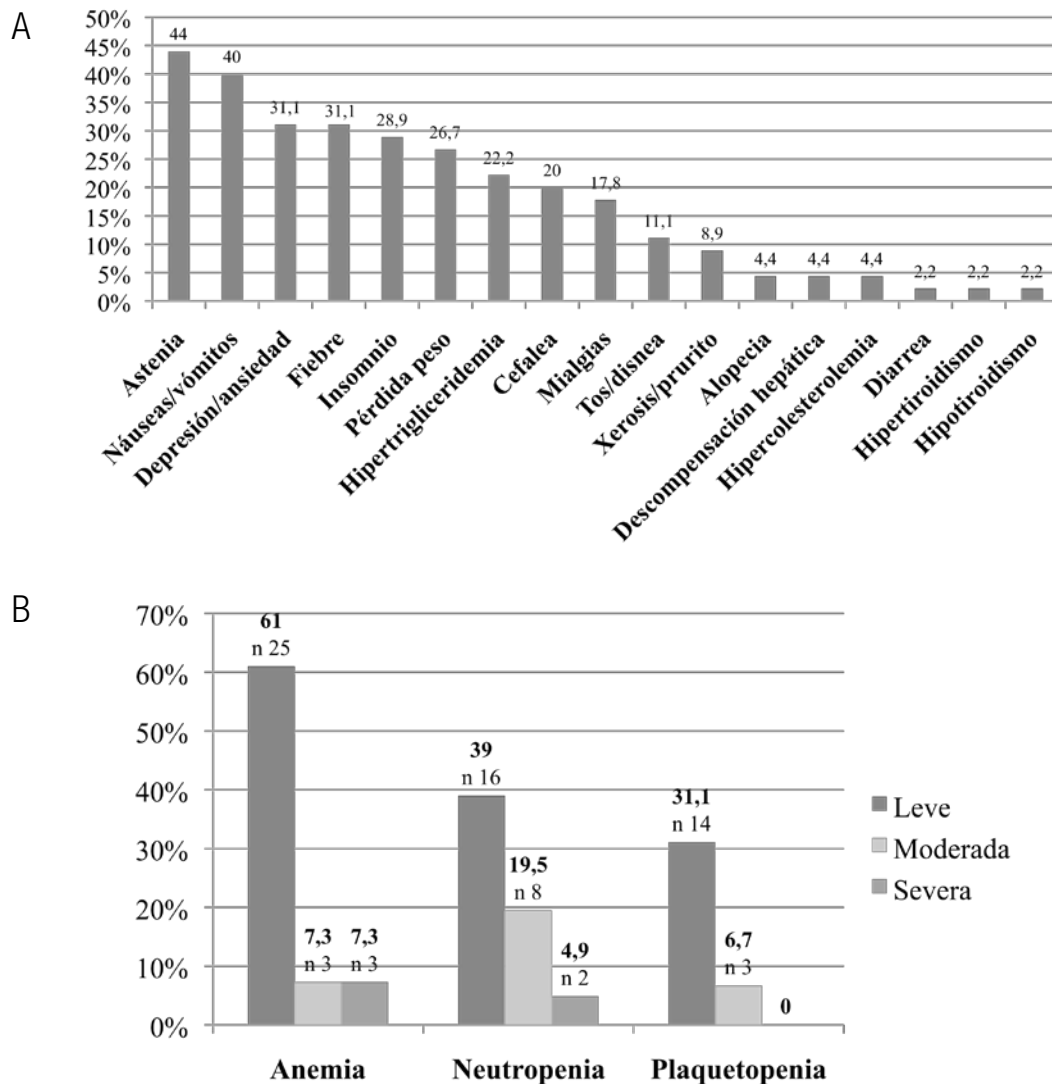 A
50%
45%
40%
35%
30%
25%
20%
15%
10%
5%
0%
44
40
31,1
31,1
28,9
26,7
22,2
20
17,8
11,1
8,9
4,4
4,4
4,4
2,2
2,2
2,2
Astenia
Náuseas/vómitos
Depresión/ansiedad
Fiebre
Insomnio
Pérdida peso
Hipertrigliceridemia
Cefalea
Mialgias
Tos/disnea
Xerosis/prurito
Alopecia
Descompensación hepática
Hipercolesterolemia
Diarrea
Hipertiroidismo
Hipotiroidismo
B
70%
60%
50%
40%
30%
20%
10%
0%
61
n 25
7,3
n 3
7,3
n 3
39
n 16
19,5
n 8
4,9
n 2
31,1
n 14
6,7
n 3
0
Anemia
Neutropenia
Plaquetopenia
Leve
Moderada
Severa